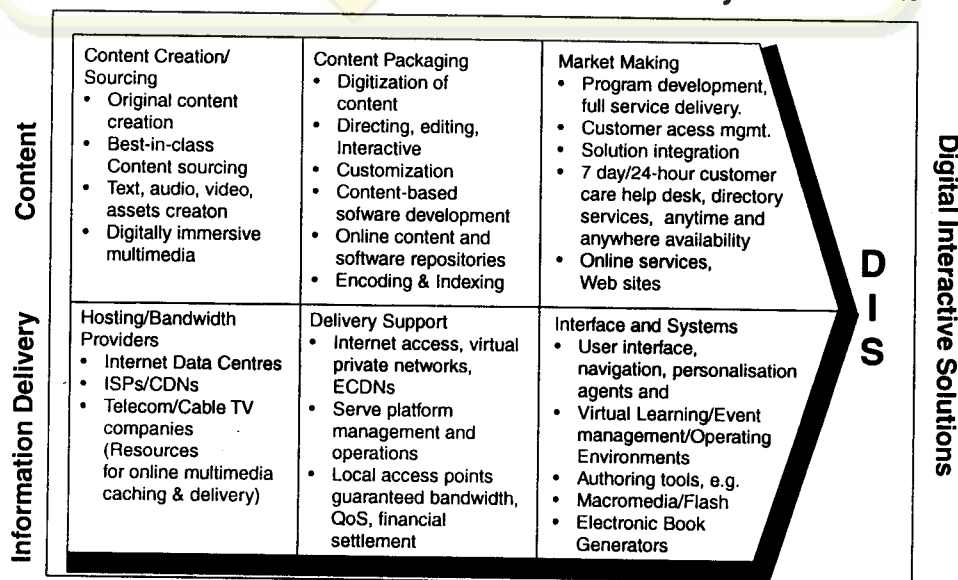 Content
Content Creation/
Sourcing
• Original content
creation
• Best-in-class
Content sourcing
• Text, audio, video,
assets creaton
• Digitally immersive
multimedia
Content Packaging
• Digitization of
content
• Directing, editing,
Interactive
• Customization
• Content-based
sofware development
• Online content and
software repositories
• Encoding & Indexing
Market Making
• Program development,
full service delivery.
• Customer acess mgmt.
• Solution integration
• 7 day/24-hour customer
care help desk, directory
services, anytime and
anywhere availability
• Online services,
Web sites
Information Delivery
Hosting/Bandwidth
Providers
• Internet Data Centres
• ISPs/CDNs
• Telecom/Cable TV
companies
(Resources
for online multimedia
caching & delivery)
Delivery Support
• Internet access, virtual
private networks,
ECDNs
• Serve platform
management and
operations
• Local access points
guaranteed bandwidth,
QoS, financial
settlement
Interface and Systems
• User interface,
navigation, personalisation
agents and
• Virtual Learning/Event
management/Operating
Environments
• Authoring tools, e.g.
• Macromedia/Flash
• Electronic Book
Generators
D
I
S
Digital Interactive Solutions